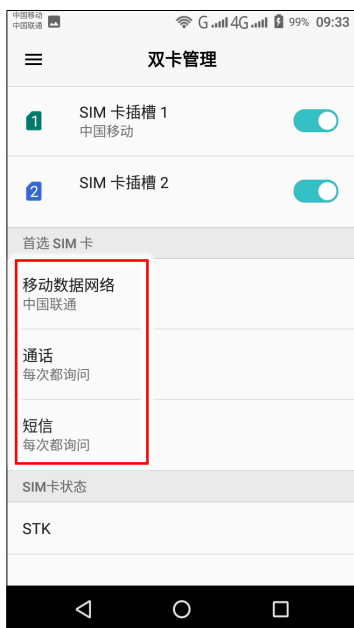 中国移动
中国联通
G 4G 99% 09:33
双卡管理
1
SIM 卡插槽 1
中国移动
2
SIM 卡插槽 2
首选 SIM 卡
移动数据网络
中国联通
通话
每次都询问
短信
每次都询问
SIM卡状态
STK